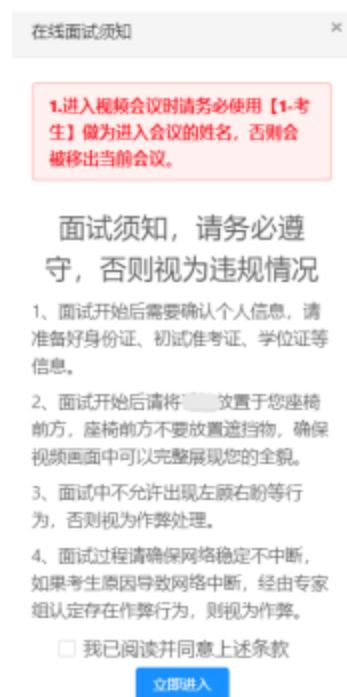 在线面试须知
×
1.进入视频会议时请务必使用【1-考
生】做为进入会议的姓名，否则会
被移出当前会议。
面试须知，请务必遵
守，否则视为违规情况
1、面试开始后需要确认个人信息，请
准备好身份证、初试准考证、学位证等
信息。
2、面试开始后请将 放置于您座椅
前方，座椅前方不要放置遮挡物，确保
视频画面中可以完整展现您的全貌。
3、面试中不允许出现左顾右盼等行
为，否则视为作弊处理。
4、面试过程请确保网络稳定不中断，
如果考生原因导致网络中断，经由专家
组认定存在作弊行为，则视为作弊。
我已阅读并同意上述条款
立即进入